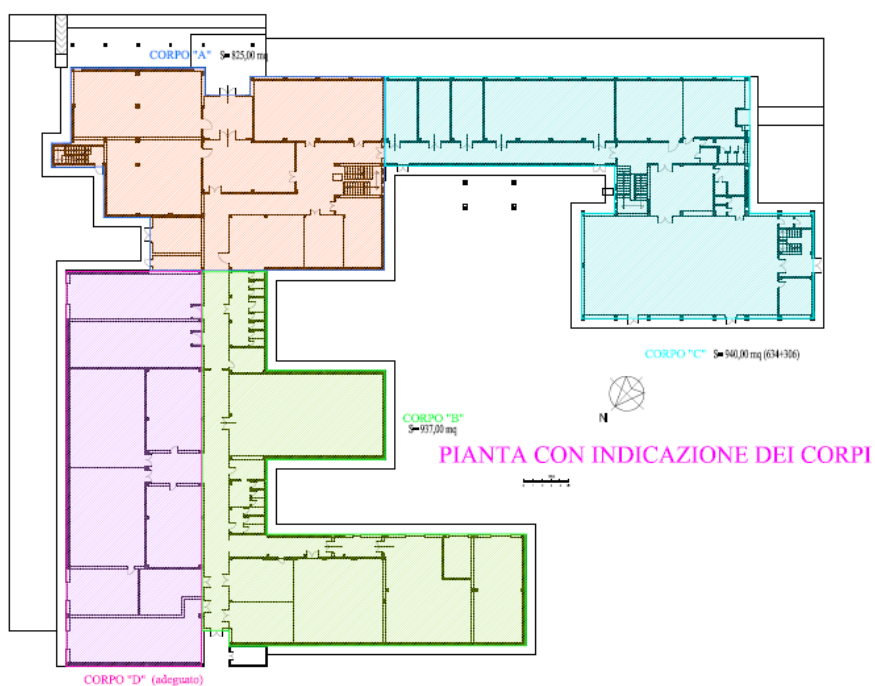 CORPO "A" S= 825,00 mq
CORPO "C" S= 940,00 mq (634+306)
CORPO "B"
S=937,00 mq
N
PIANTA CON INDICAZIONE DEI CORPI
CORPO "D" (adeguato)